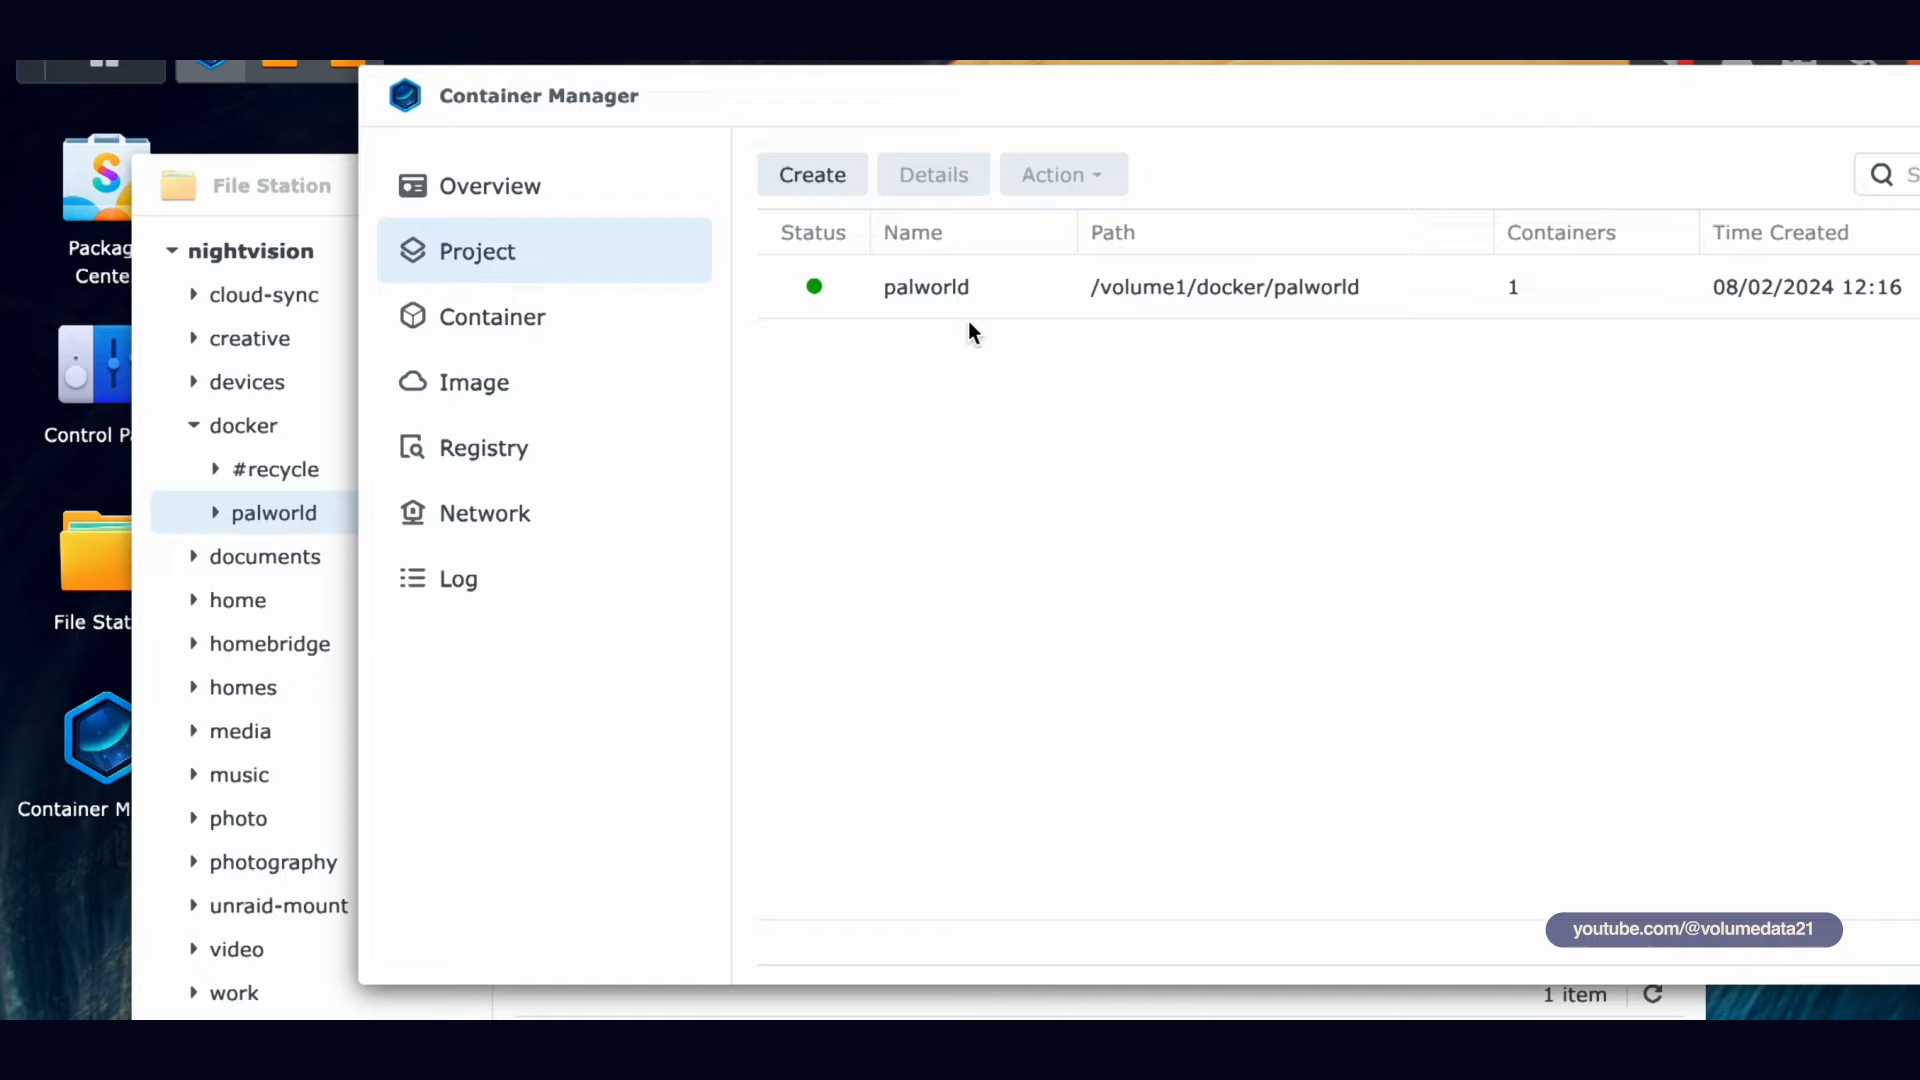 Container Manager
Packag
Cente
Control P
File Stat
Container M
File Station
nightvision
cloud-sync
creative
devices
docker
#recycle
palworld
documents
home
homebridge
homes
media
music
photo
photography
unraid-mount
video
work
Overview
Project
Container
Image
Registry
Network
Log
Create Details Action
S
Status Name Path Containers Time Created
palworld /volume1/docker/palworld 1 08/02/2024 12:16
youtube.com/@volumedata21
1 item